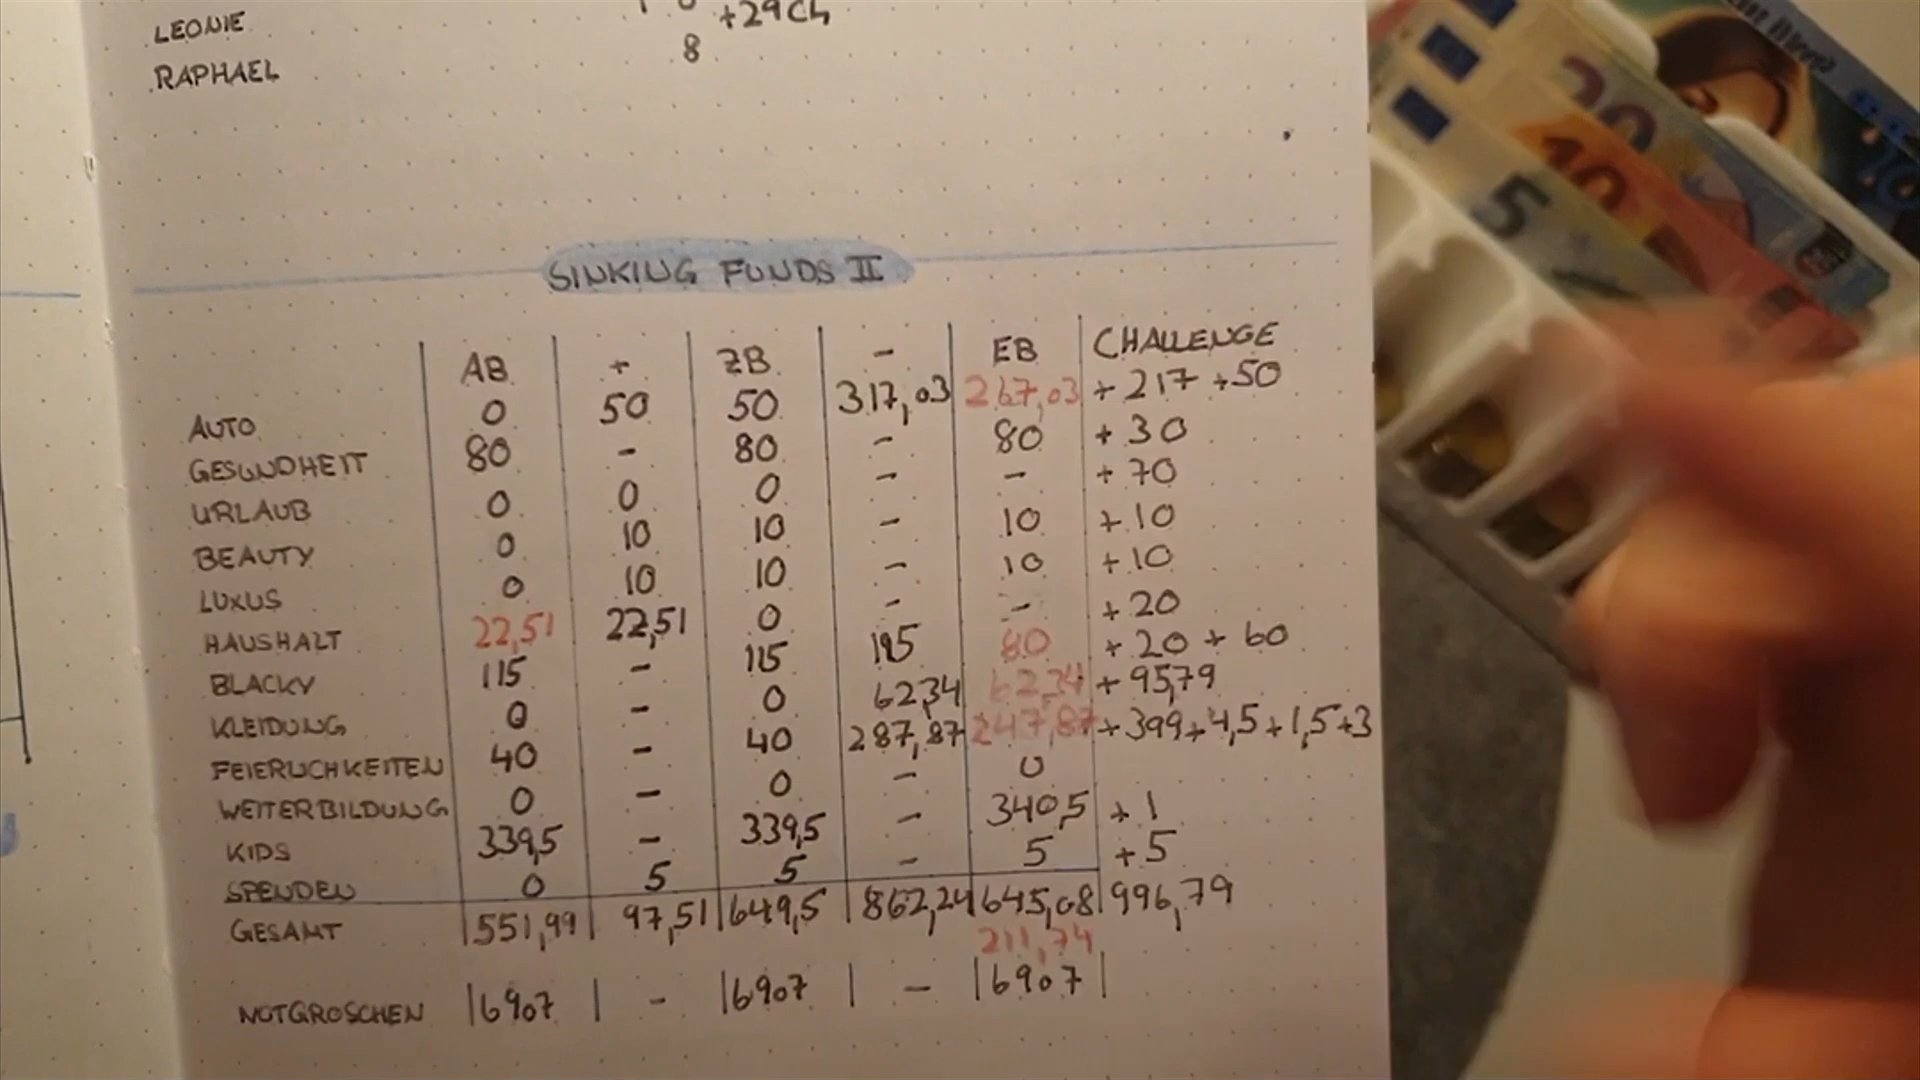 LEONIE +29Ch
RAPHAEL 8
SINKING FUNDS II
AB + ZB - EB CHALLENGE
AUTO 0 50 50 317,03 267,03 + 217 +50
GESUNDHEIT 80 - 80 - 80 + 30
URLAUB 0 0 0 - - + 70
BEAUTY 0 10 10 - 10 + 10
LUXUS 0 10 10 - 10 + 10
HAUSHALT 22,51 22,51 0 - - + 20
BLACKY 115 - 115 195 80 + 20 + 60
KLEIDUNG 0 - 0 62,34 62,34 + 95,79
FEIERLICHKEITEN 40 - 40 287,87 247,87 + 399 + 4,5 + 1,5 + 3
WEITERBILDUNG 0 - 0 - 0
KIDS 339,5 - 339,5 - 340,5 + 1
SPENDEN 0 5 5 - 5 + 5
GESAMT 551,99 97,51 649,5 862,24 645,08 996,79
211,74
NOTGROSCHEN 6907 - 6907 - 6907
20
10
5